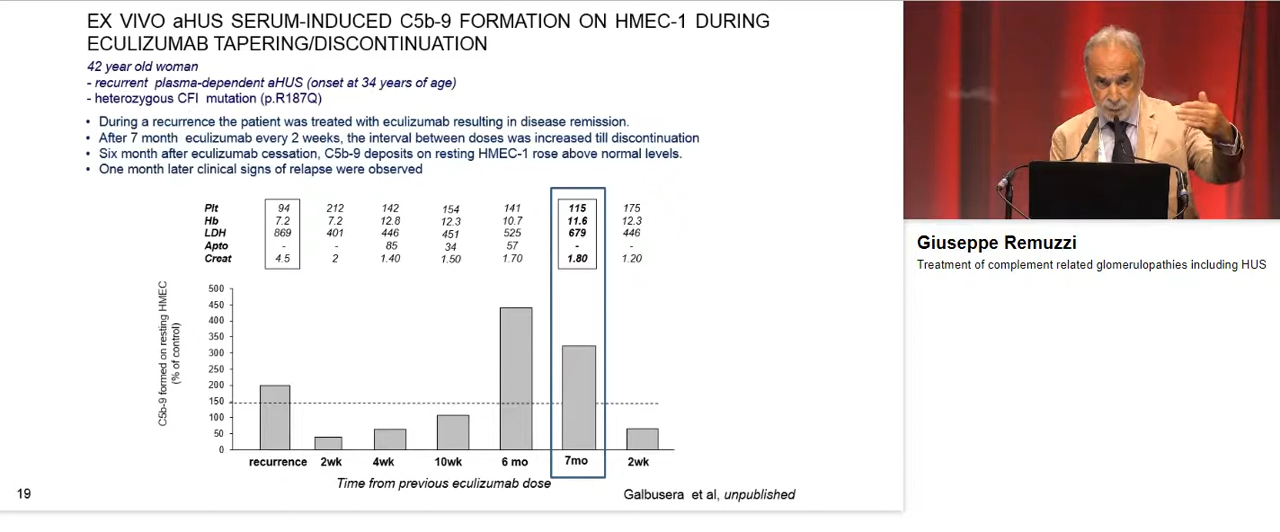 EX VIVO aHUS SERUM-INDUCED C5b-9 FORMATION ON HMEC-1 DURING
ECULIZUMAB TAPERING/DISCONTINUATION
42 year old woman
- recurrent plasma-dependent aHUS (onset at 34 years of age)
- heterozygous CFI mutation (p.R187Q)
• During a recurrence the patient was treated with eculizumab resulting in disease remission.
• After 7 month eculizumab every 2 weeks, the interval between doses was increased till discontinuation
• Six month after eculizumab cessation, C5b-9 deposits on resting HMEC-1 rose above normal levels.
• One month later clinical signs of relapse were observed
Plt 94 212 142 154 141 115 175
Hb 7.2 7.2 12.8 12.3 10.7 11.6 12.3
LDH 869 401 446 451 525 679 446
Apto - - 85 34 57 - -
Creat 4.5 2 1.40 1.50 1.70 1.80 1.20
C5b-9 formed on resting HMEC
(% of control)
500
450
400
350
300
250
200
150
100
50
0
recurrence 2wk 4wk 10wk 6 mo 7mo 2wk
Time from previous eculizumab dose
19
Galbusera et al, unpublished
Giuseppe Remuzzi
Treatment of complement related glomerulopathies including HUS